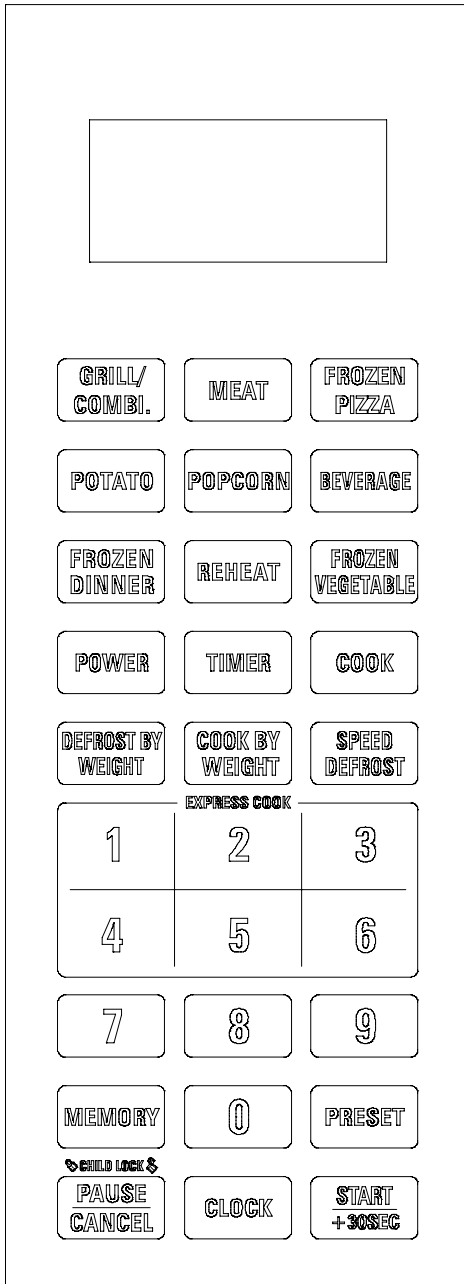 GRILL/
COMBI.
MEAT
FROZEN
PIZZA
POTATO
POPCORN
BEVERAGE
FROZEN
DINNER
REHEAT
FROZEN
VEGETABLE
POWER
TIMER
COOK
DEFROST BY
WEIGHT
COOK BY
WEIGHT
SPEED
DEFROST
EXPRESS COOK
1
2
3
4
5
6
7
8
9
MEMORY
0
PRESET
CHILD LOCK
PAUSE
CANCEL
CLOCK
START
+30SEC